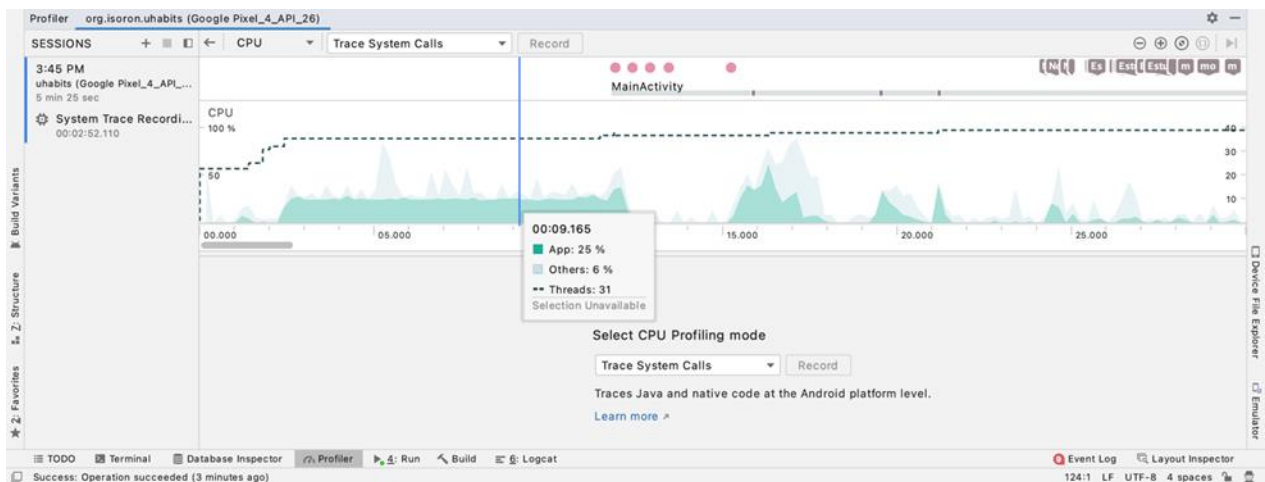 Profiler org.isoron.uhabits (Google Pixel_4_API_26)
SESSIONS CPU Trace System Calls Record
3:45 PM
uhabits (Google Pixel_4_API_...
5 min 25 sec
System Trace Recordi...
00:02:52.110
MainActivity
Es Est Estu m mo m
CPU
100 %
50
40
30
20
10
00.000 05.000 15.000 20.000 25.000
00:09.165
App: 25 %
Others: 6 %
Threads: 31
Selection Unavailable
Select CPU Profiling mode
Trace System Calls Record
Traces Java and native code at the Android platform level.
Learn more
Build Variants
Z: Structure
2: Favorites
Device File Explorer
Emulator
TODO Terminal Database Inspector Profiler 4: Run Build 6: Logcat Event Log Layout Inspector
Success: Operation succeeded (3 minutes ago) 124:1 LF UTF-8 4 spaces